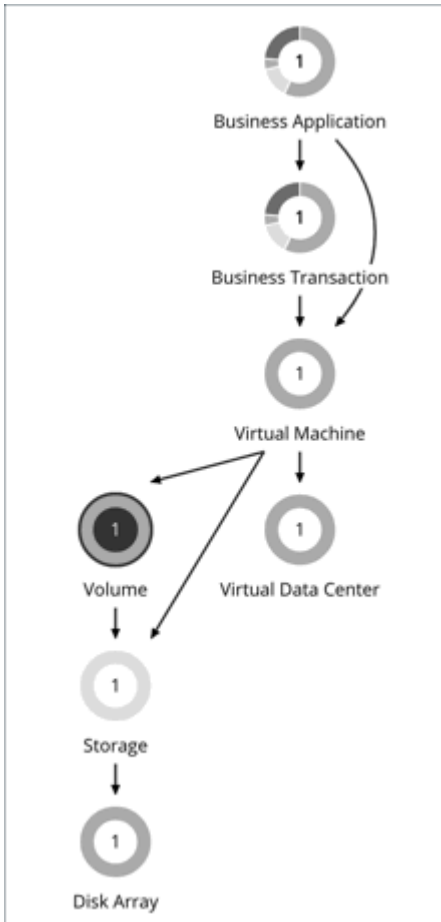 1
Business Application
1
Business Transaction
1
Virtual Machine
1
1
Volume
Virtual Data Center
1
Storage
1
Disk Array